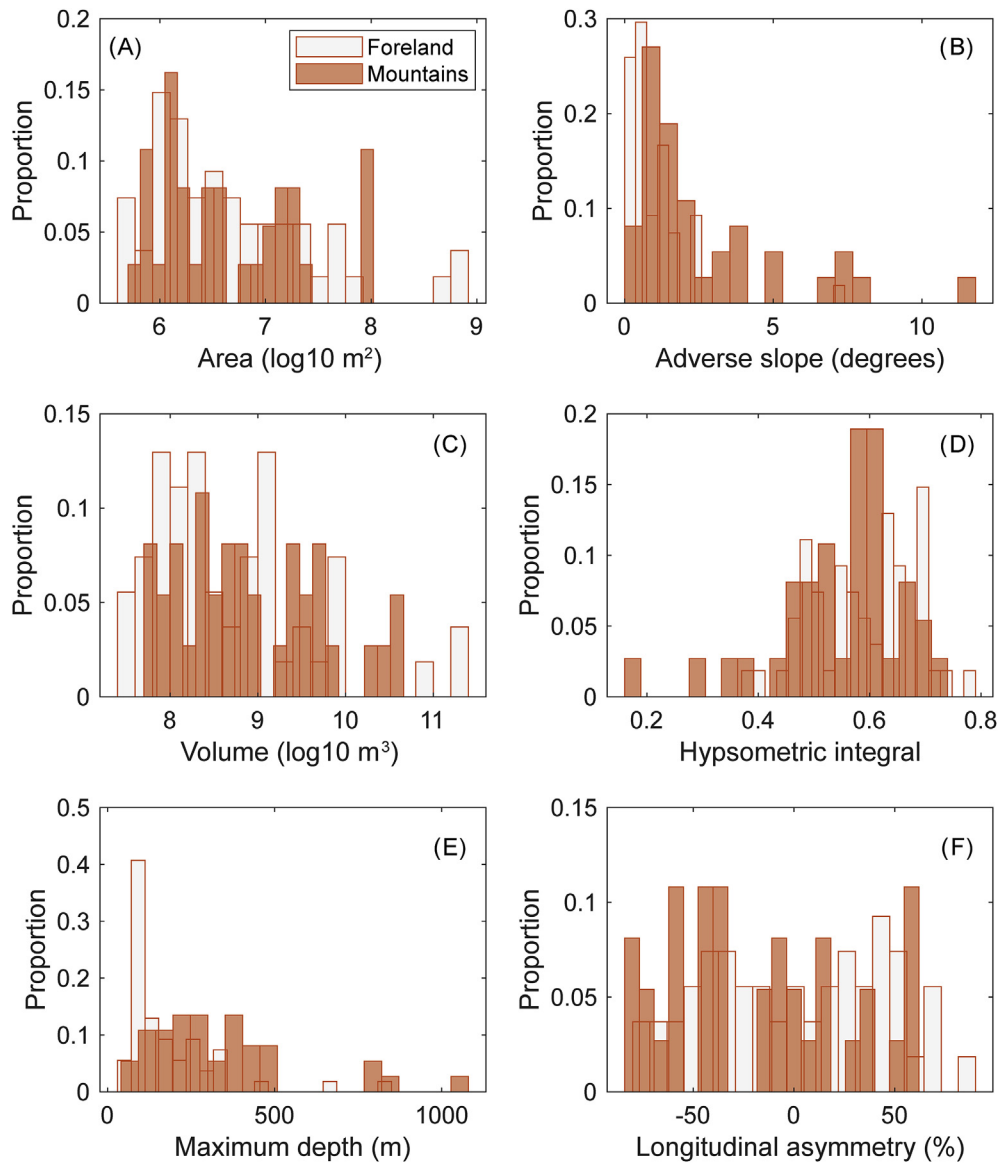 (A)
Foreland
Mountains
Proportion
0.2
0.15
0.1
0.05
0
6 7 8 9
Area (log10 m²)
(B)
Proportion
0.3
0.2
0.1
0
0 5 10
Adverse slope (degrees)
(C)
Proportion
0.15
0.1
0.05
0
8 9 10 11
Volume (log10 m³)
(D)
Proportion
0.2
0.15
0.1
0.05
0
0.2 0.4 0.6 0.8
Hypsometric integral
(E)
Proportion
0.5
0.4
0.3
0.2
0.1
0
0 500 1000
Maximum depth (m)
(F)
Proportion
0.15
0.1
0.05
0
-50 0 50
Longitudinal asymmetry (%)